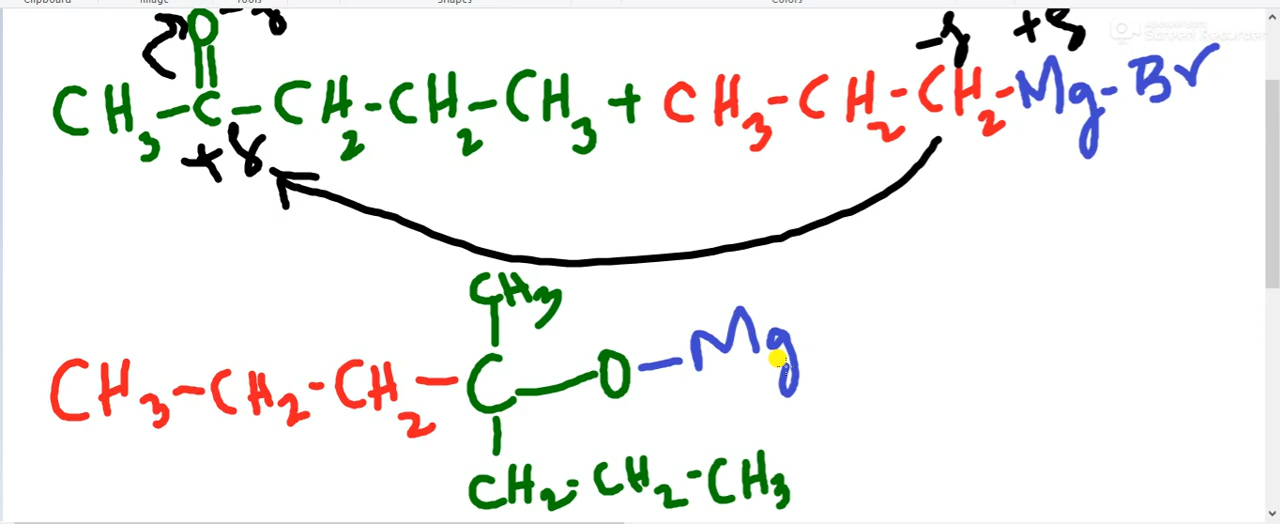 O -δ
-δ +δ
CH3-C-CH2-CH2-CH3 + CH3-CH2-CH2-Mg-Br
+δ
CH3
CH3-CH2-CH2-C-O-Mg
CH2-CH2-CH3